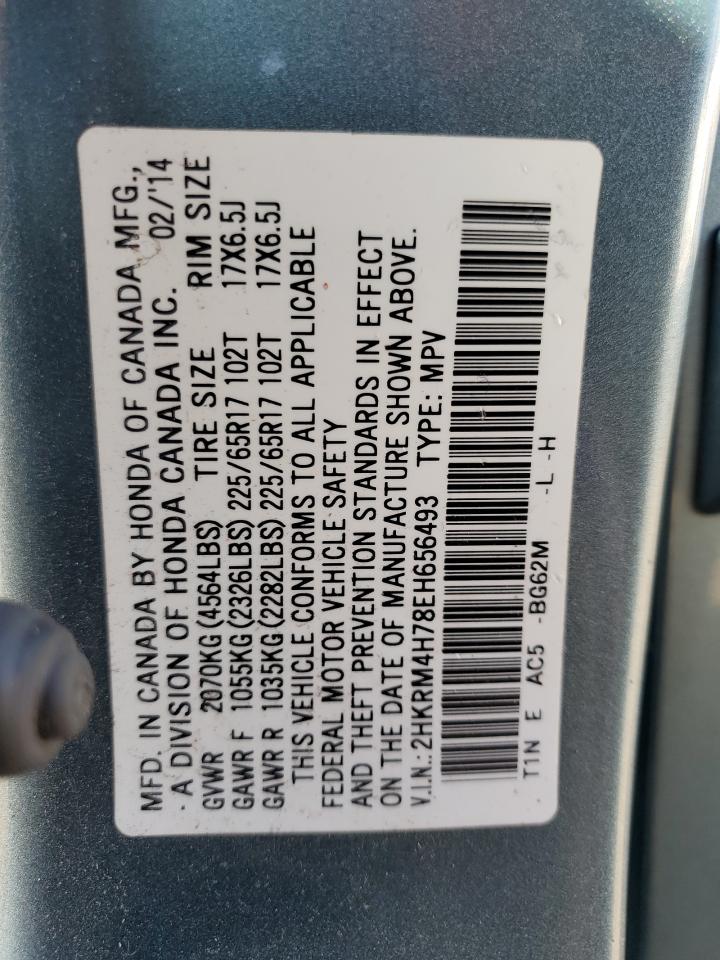 MFD. IN CANADA BY HONDA OF CANADA MFG.,
A DIVISION OF HONDA CANADA INC. 02/'14
GVWR 2070KG (4564LBS) TIRE SIZE RIM SIZE
GAWR F 1055KG (2326LBS) 225/65R17 102T 17X6.5J
GAWR R 1035KG (2282LBS) 225/65R17 102T 17X6.5J
THIS VEHICLE CONFORMS TO ALL APPLICABLE
FEDERAL MOTOR VEHICLE SAFETY
AND THEFT PREVENTION STANDARDS IN EFFECT
ON THE DATE OF MANUFACTURE SHOWN ABOVE.
V.I.N.: 2HKRM4H78EH656493 TYPE: MPV
T1N E AC5 -BG62M -L -H